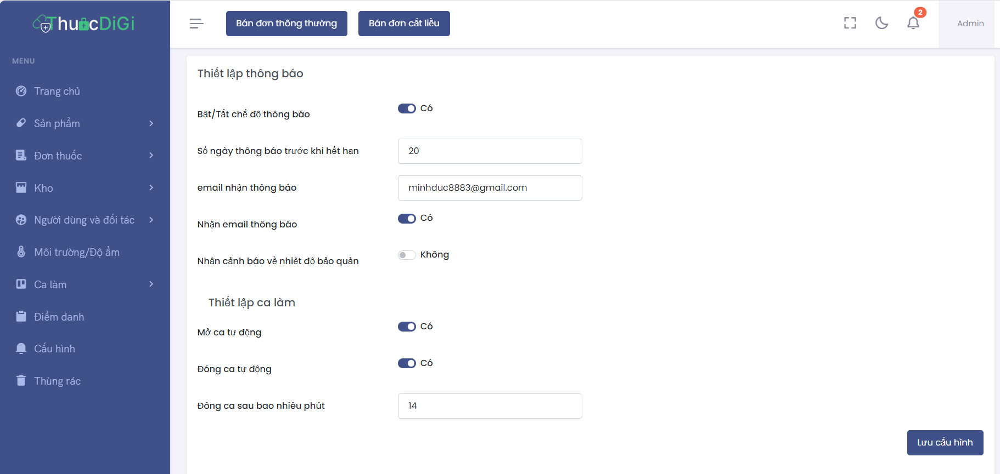 ThuocDiGi
Bán đơn thông thường
Bán đơn cắt liều
2
Admin
MENU
Trang chủ
Sản phẩm
Đơn thuốc
Kho
Người dùng và đối tác
Môi trường/Độ ẩm
Ca làm
Điểm danh
Cấu hình
Thùng rác
Thiết lập thông báo
Bật/Tắt chế độ thông báo
Có
Số ngày thông báo trước khi hết hạn
20
email nhận thông báo
minhduc8883@gmail.com
Nhận email thông báo
Có
Nhận cảnh báo về nhiệt độ bảo quản
Không
Thiết lập ca làm
Mở ca tự động
Có
Đóng ca tự động
Có
Đóng ca sau bao nhiêu phút
14
Lưu cấu hình